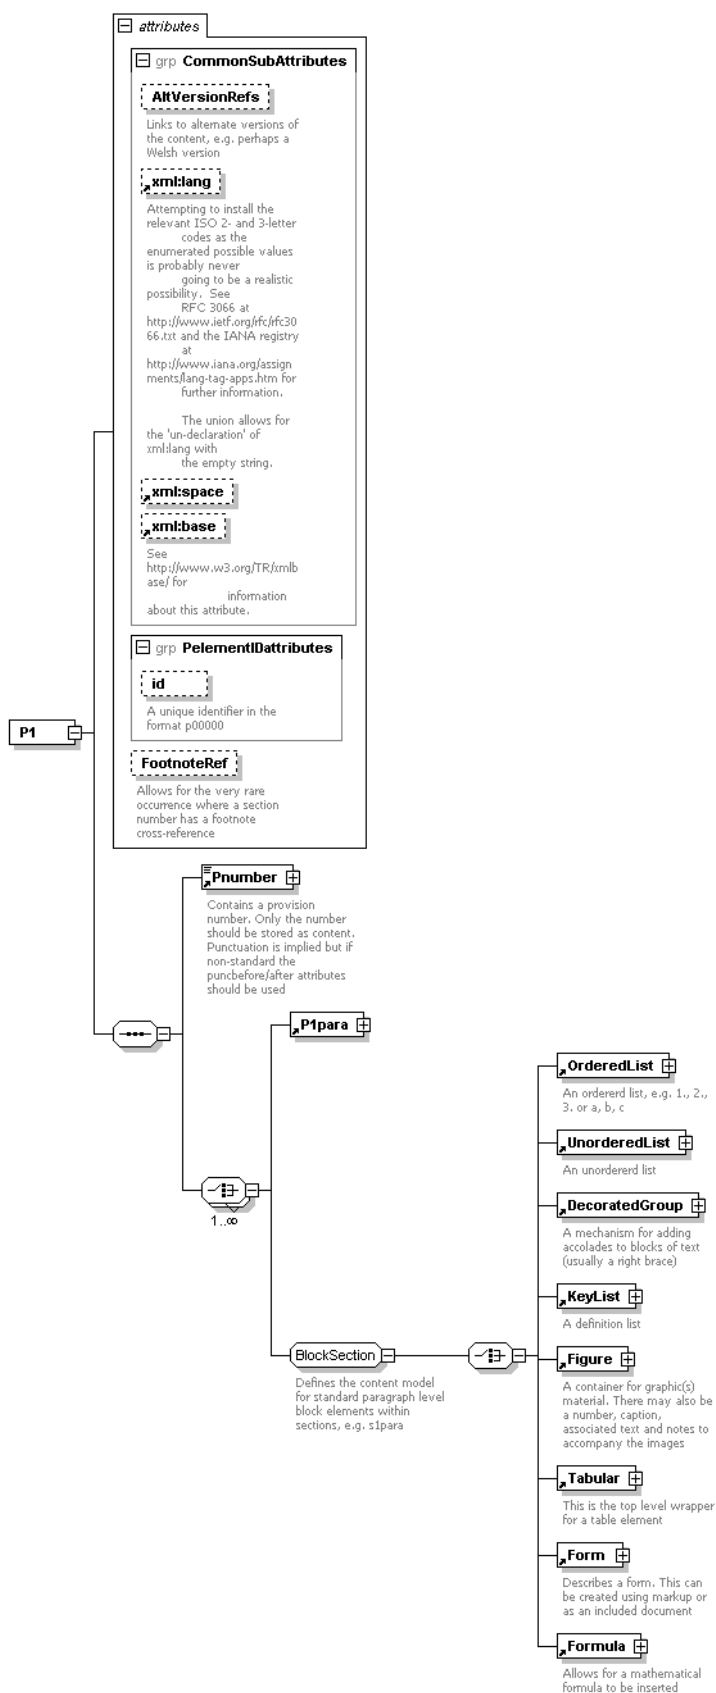 attributes
grp CommonSubAttributes
AltVersionRefs
Links to alternate versions of
the content, e.g. perhaps a
Welsh version
xml:lang
Attempting to install the
relevant ISO 2- and 3-letter
codes as the
enumerated possible values
is probably never
going to be a realistic
possibility. See
RFC 3066 at
http://www.ietf.org/rfc/rfc30
66.txt and the IANA registry
at
http://www.iana.org/assign
ments/lang-tag-apps.htm for
further information.
The union allows for
the 'un-declaration' of
xml:lang with
the empty string.
xml:space
xml:base
See
http://www.w3.org/TR/xmlb
ase/ for
information
about this attribute.
grp PelementIDattributes
id
A unique identifier in the
format p00000
P1
FootnoteRef
Allows for the very rare
occurrence where a section
number has a footnote
cross-reference
Pnumber
Contains a provision
number. Only the number
should be stored as content.
Punctuation is implied but if
non-standard the
puncbefore/after attributes
should be used
P1para
1..∞
BlockSection
Defines the content model
for standard paragraph level
block elements within
sections, e.g. s1para
OrderedList
An ordererd list, e.g. 1., 2.,
3. or a, b, c
UnorderedList
An unordererd list
DecoratedGroup
A mechanism for adding
accolades to blocks of text
(usually a right brace)
KeyList
A definition list
Figure
A container for graphic(s)
material. There may also be
a number, caption,
associated text and notes to
accompany the images
Tabular
This is the top level wrapper
for a table element
Form
Describes a form. This can
be created using markup or
as an included document
Formula
Allows for a mathematical
formula to be inserted